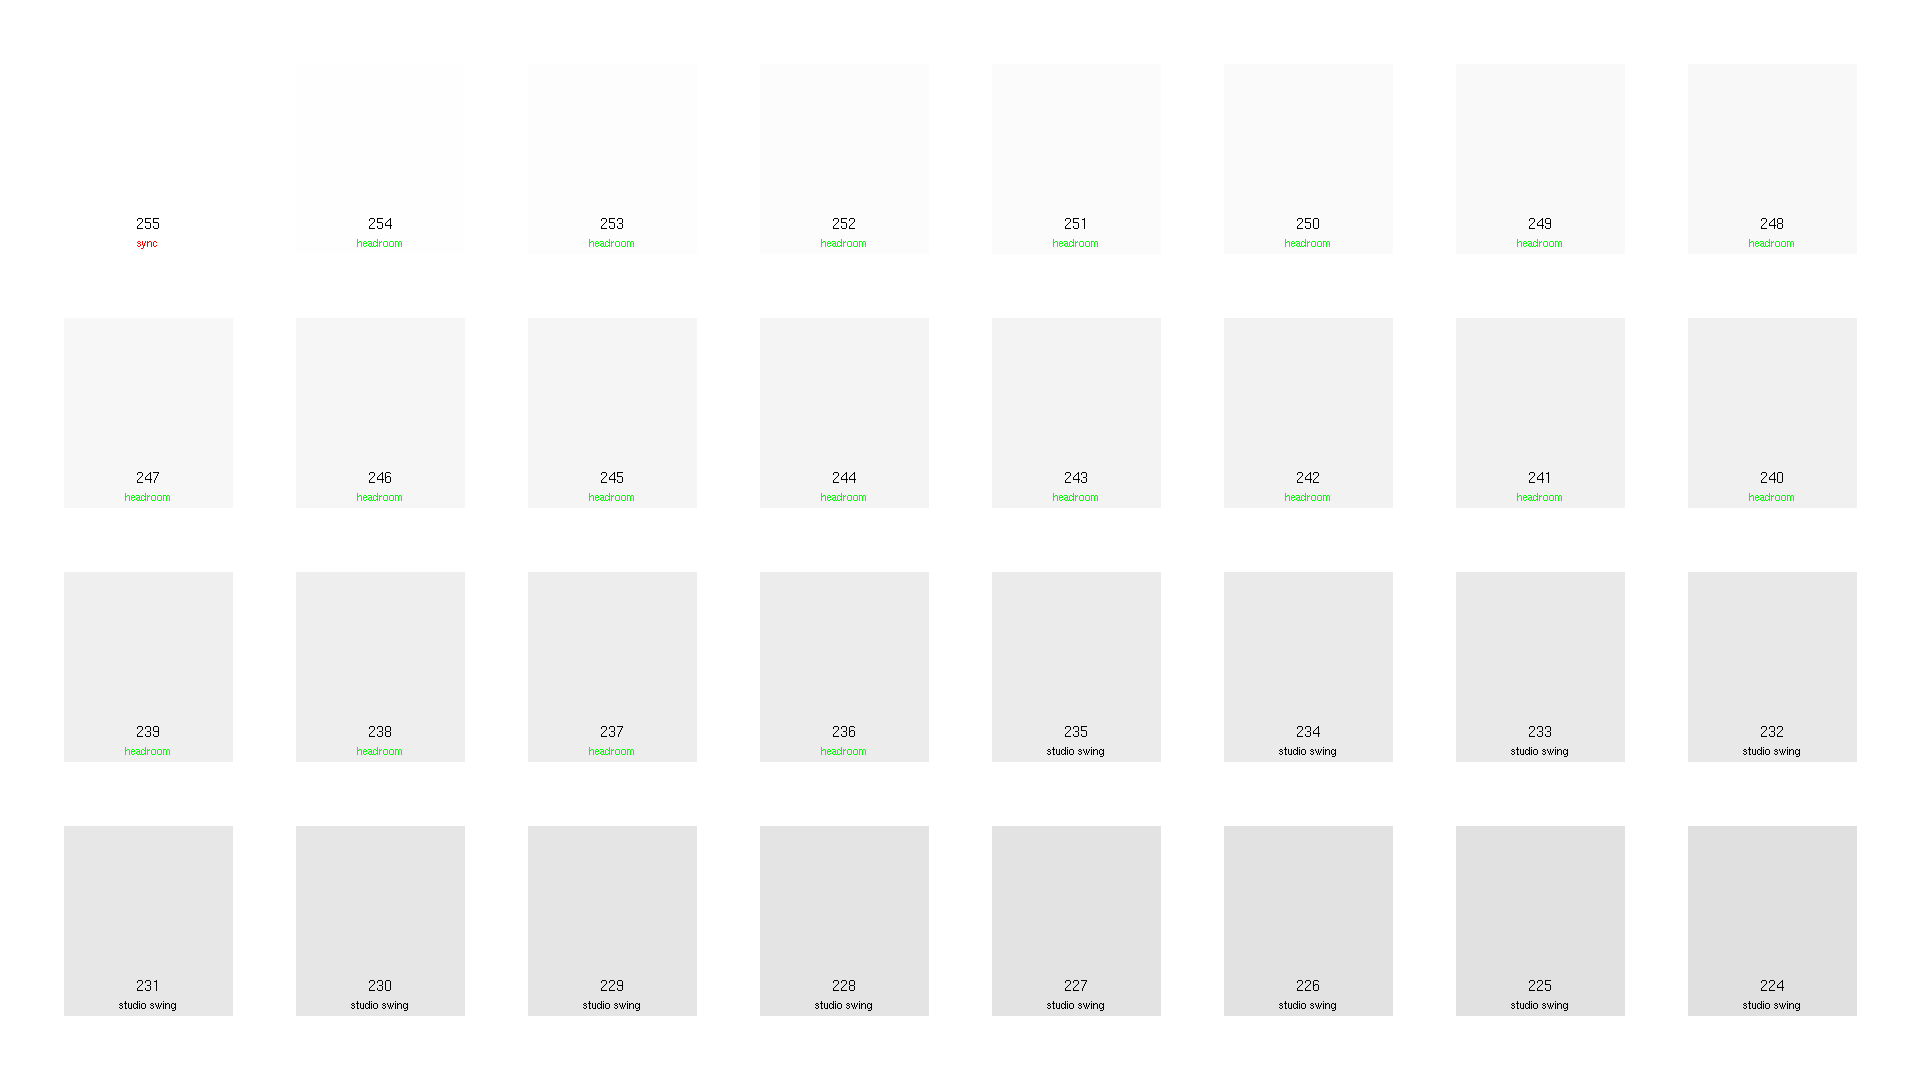 255 254 253 252 251 250 249 248
sync headroom headroom headroom headroom headroom headroom headroom
247 246 245 244 243 242 241 240
headroom headroom headroom headroom headroom headroom headroom headroom
239 238 237 236 235 234 233 232
headroom headroom headroom headroom studio swing studio swing studio swing studio swing
231 230 229 228 227 226 225 224
studio swing studio swing studio swing studio swing studio swing studio swing studio swing studio swing